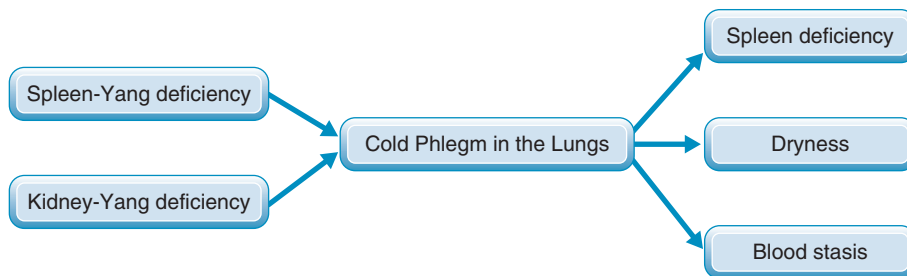 Spleen-Yang deficiency
Kidney-Yang deficiency
Cold Phlegm in the Lungs
Spleen deficiency
Dryness
Blood stasis